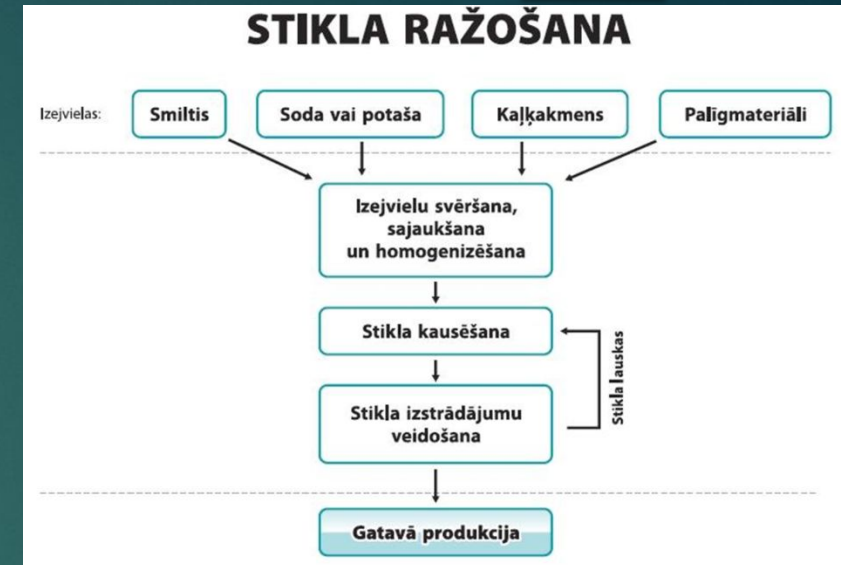 STIKLA RAŽOŠANA
Izejvielas:
Smiltis
Soda vai potaša
Kaļķakmens
Palīgmateriāli
Izejvielu svēršana,
sajaukšana
un homogenizēšana
Stikla kausēšana
Stikla lauskas
Stikla izstrādājumu
veidošana
Gatavā produkcija